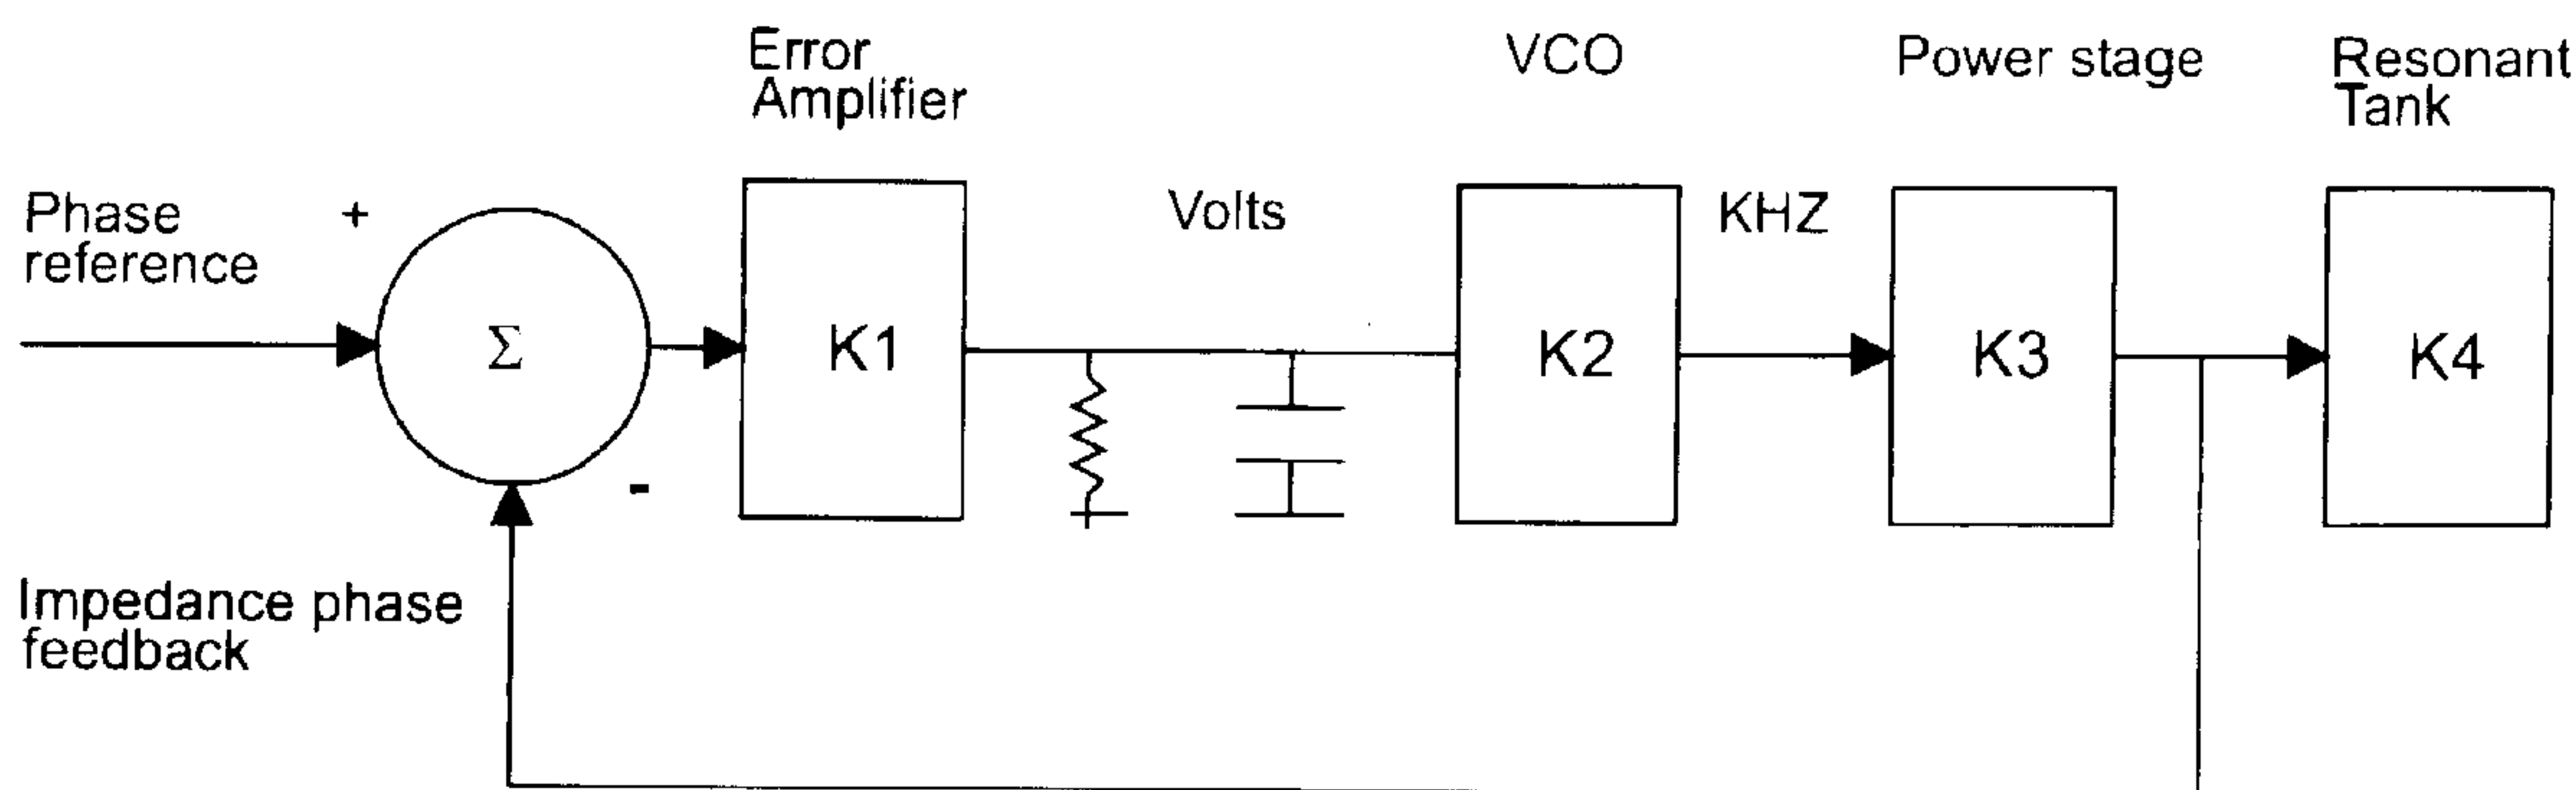 Error
Amplifier
VCO
Power stage
Resonant
Tank
Phase
reference
+
Σ
K1
Volts
K2
KHZ
K3
K4
-
Impedance phase
feedback